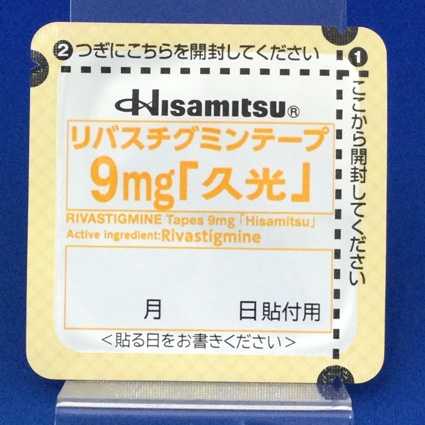 ②つぎにこちらを開封してください
①ここから開封してください
Hisamitsu®
リバスチグミンテープ
9mg「久光」
RIVASTIGMINE Tapes 9mg「Hisamitsu」
Active ingredient:Rivastigmine
月 日貼付用
＜貼る日をお書きください＞